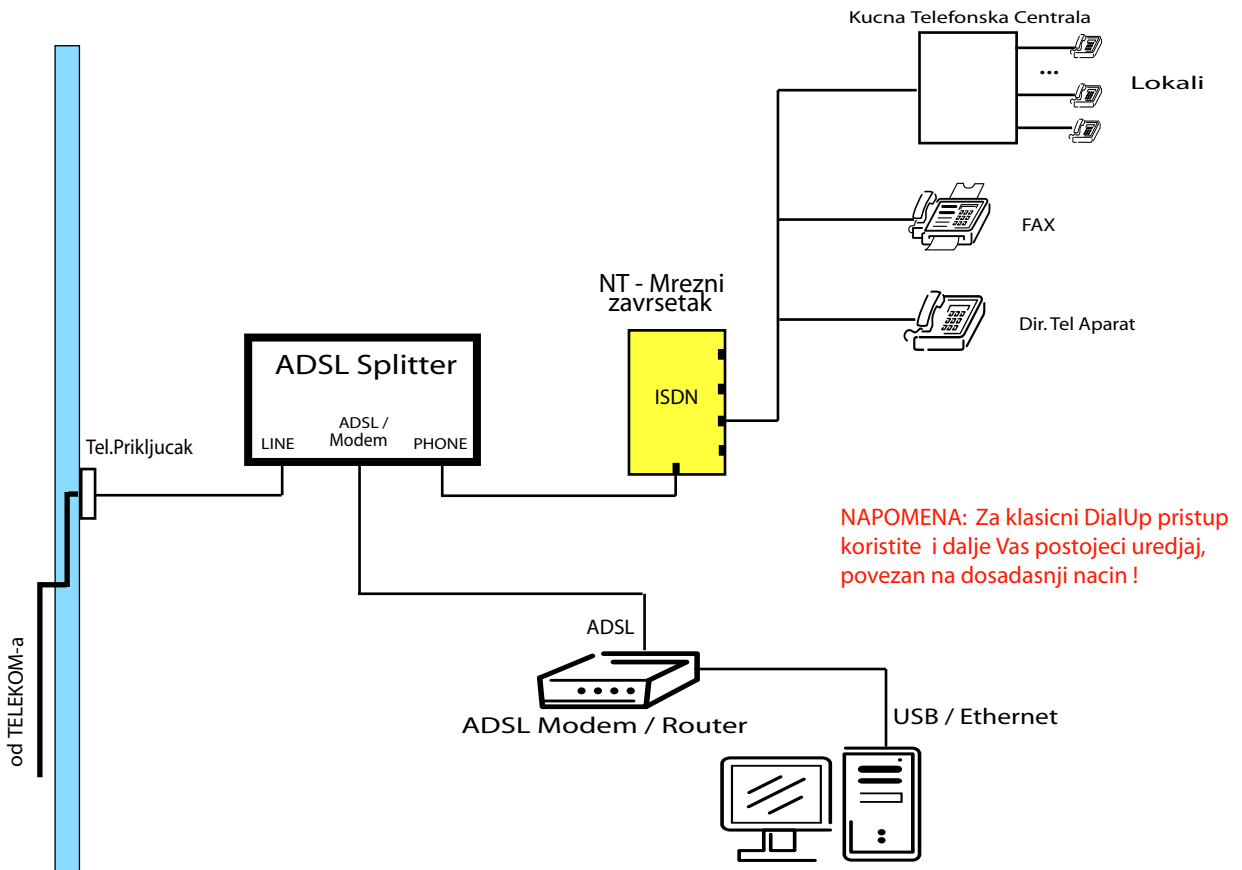 Kucna Telefonska Centrala
...
Lokali
FAX
Dir. Tel Aparat
NT - Mrezni
zavrsetak
ISDN
ADSL Splitter
LINE
ADSL /
Modem
PHONE
Tel.Prikljucak
od TELEKOM-a
NAPOMENA: Za klasicni DialUp pristup
koristite i dalje Vas postojeci uredjaj,
povezan na dosadasnji nacin !
ADSL
ADSL Modem / Router
USB / Ethernet